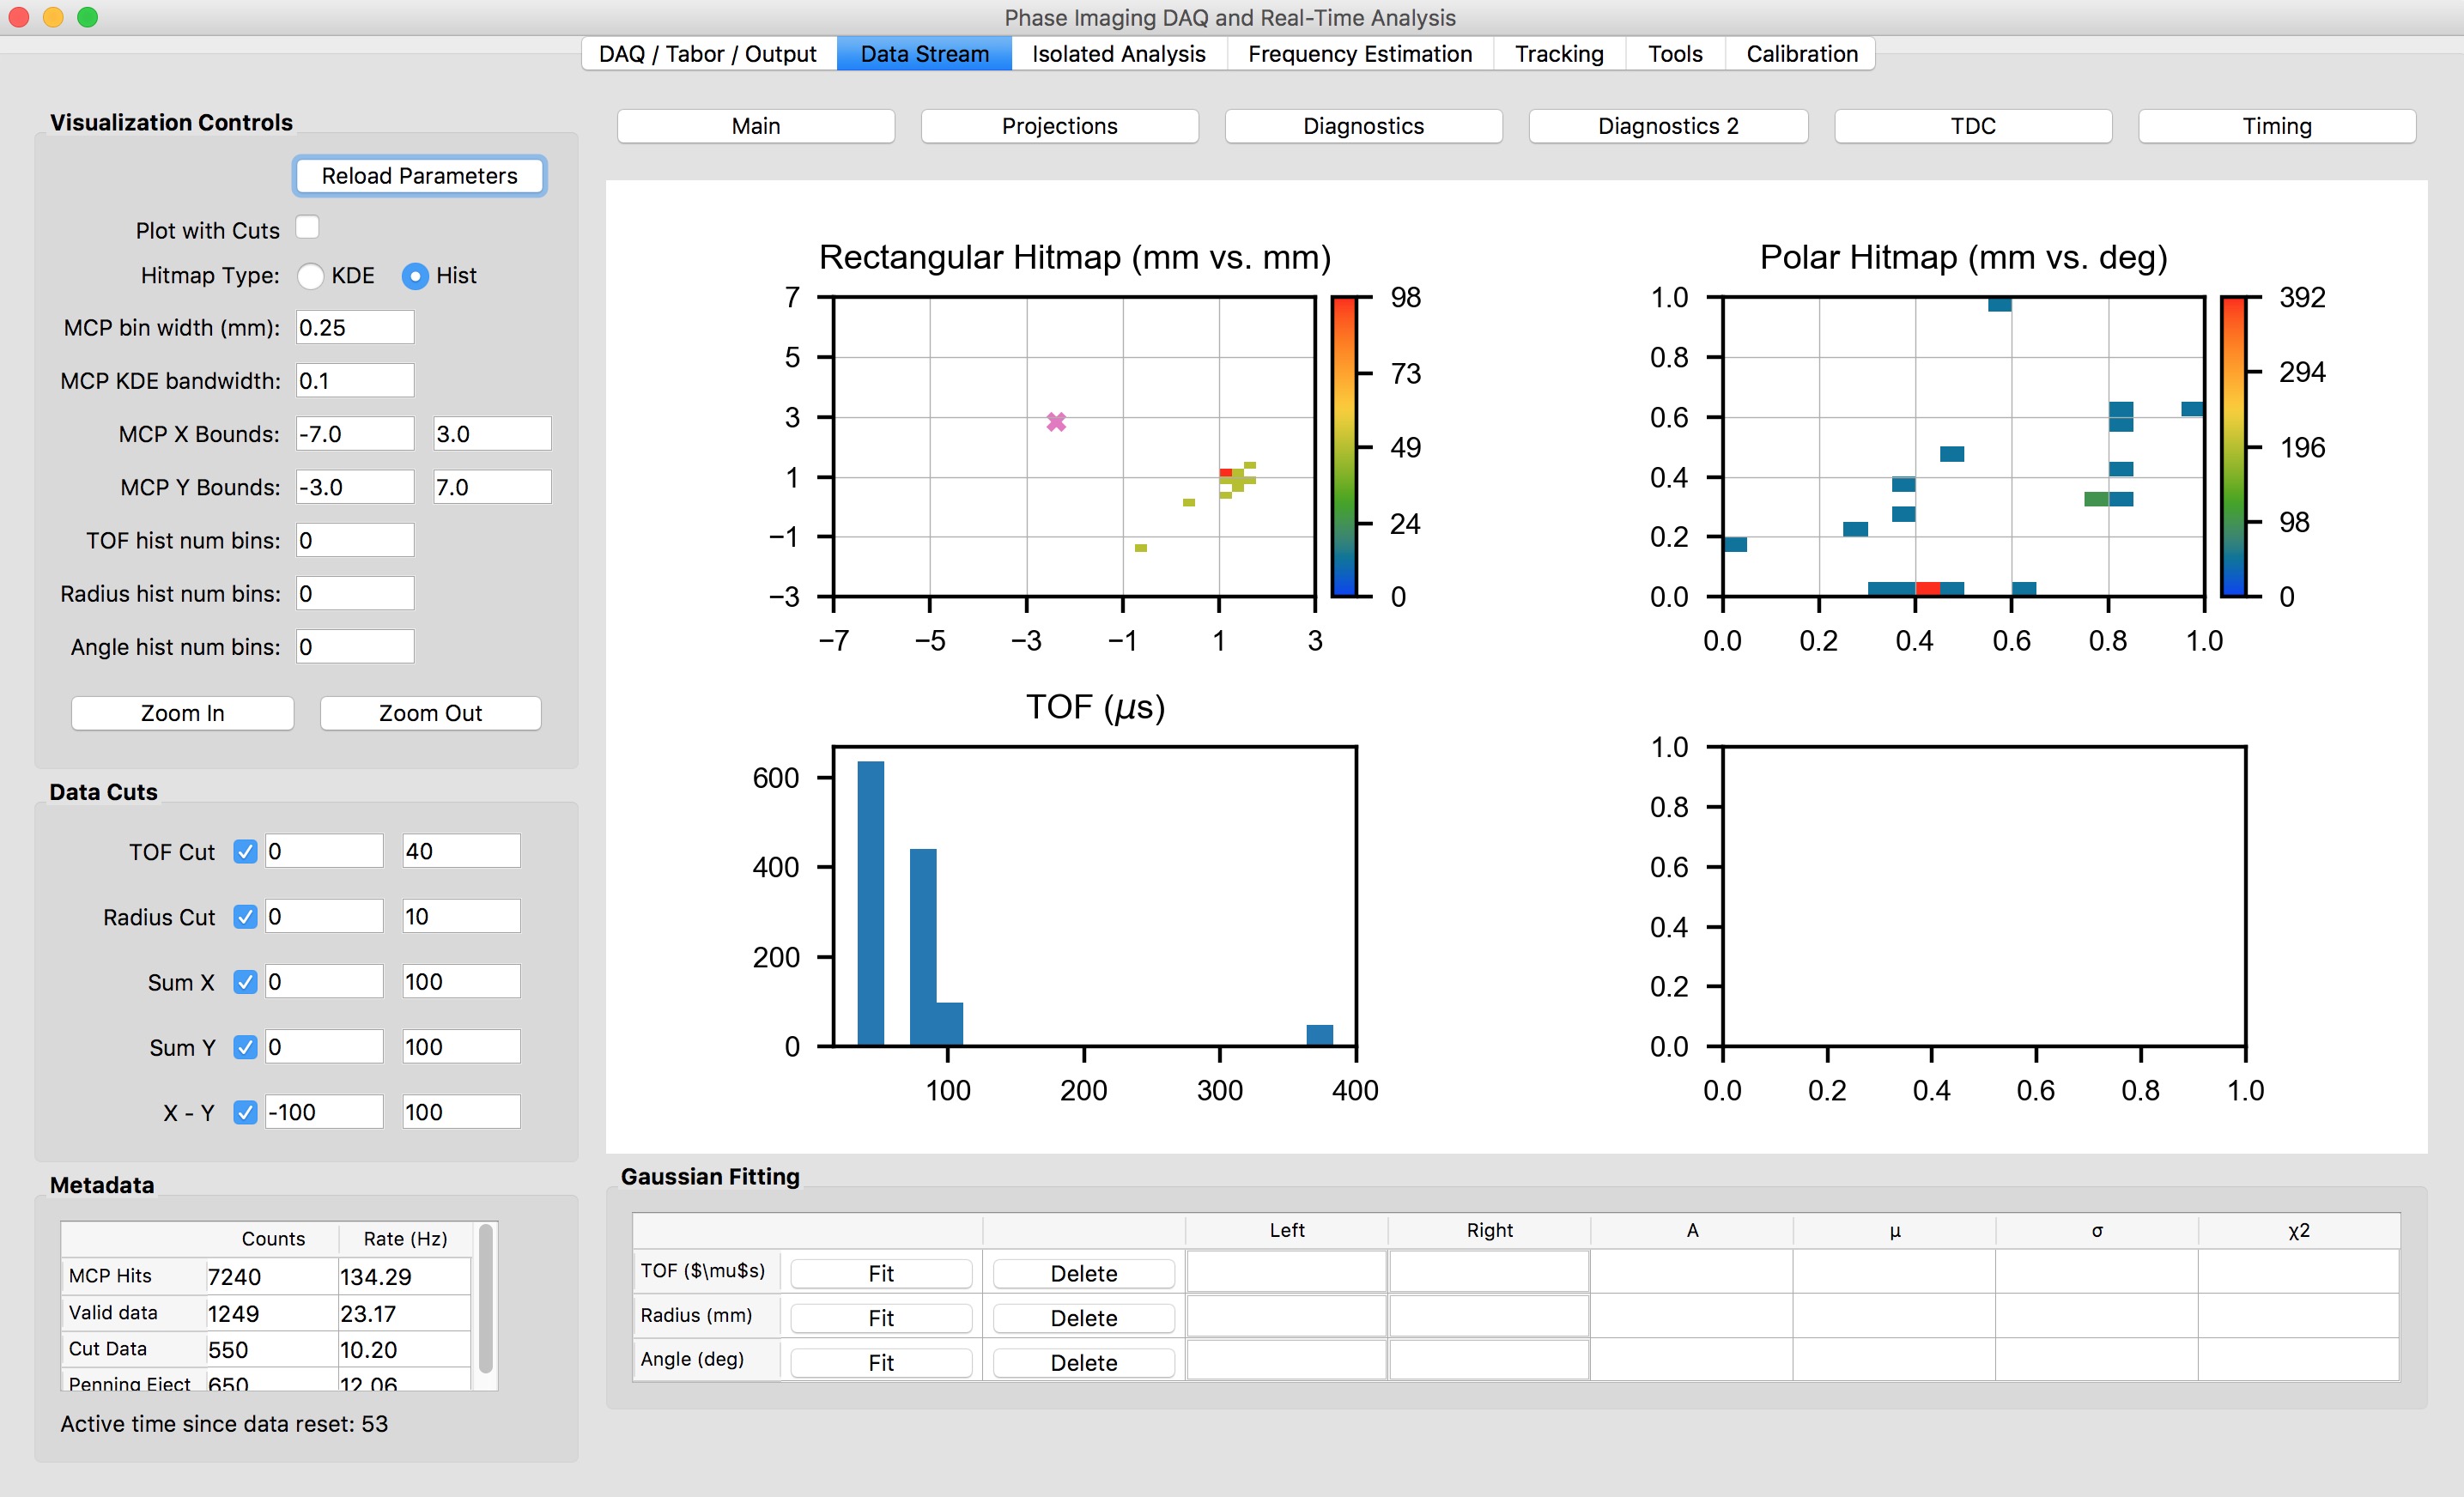 Phase Imaging DAQ and Real-Time Analysis
DAQ / Tabor / Output Data Stream Isolated Analysis Frequency Estimation Tracking Tools Calibration
Visualization Controls
Reload Parameters
Plot with Cuts
Hitmap Type: KDE Hist
MCP bin width (mm): 0.25
MCP KDE bandwidth: 0.1
MCP X Bounds: -7.0 3.0
MCP Y Bounds: -3.0 7.0
TOF hist num bins: 0
Radius hist num bins: 0
Angle hist num bins: 0
Zoom In Zoom Out
Data Cuts
TOF Cut 0 40
Radius Cut 0 10
Sum X 0 100
Sum Y 0 100
X - Y -100 100
Metadata
Counts Rate (Hz)
MCP Hits 7240 134.29
Valid data 1249 23.17
Cut Data 550 10.20
Penning Eject 650 12.06
Active time since data reset: 53
Main Projections Diagnostics Diagnostics 2 TDC Timing
Rectangular Hitmap (mm vs. mm)
7
5
3
1
−1
−3
−7 −5 −3 −1 1 3
98
73
49
24
0
Polar Hitmap (mm vs. deg)
1.0
0.8
0.6
0.4
0.2
0.0
0.0 0.2 0.4 0.6 0.8 1.0
392
294
196
98
0
TOF (μs)
600
400
200
0
100 200 300 400
1.0
0.8
0.6
0.4
0.2
0.0
0.0 0.2 0.4 0.6 0.8 1.0
Gaussian Fitting
Left Right A μ σ χ2
TOF ($\mu$s) Fit Delete
Radius (mm) Fit Delete
Angle (deg) Fit Delete